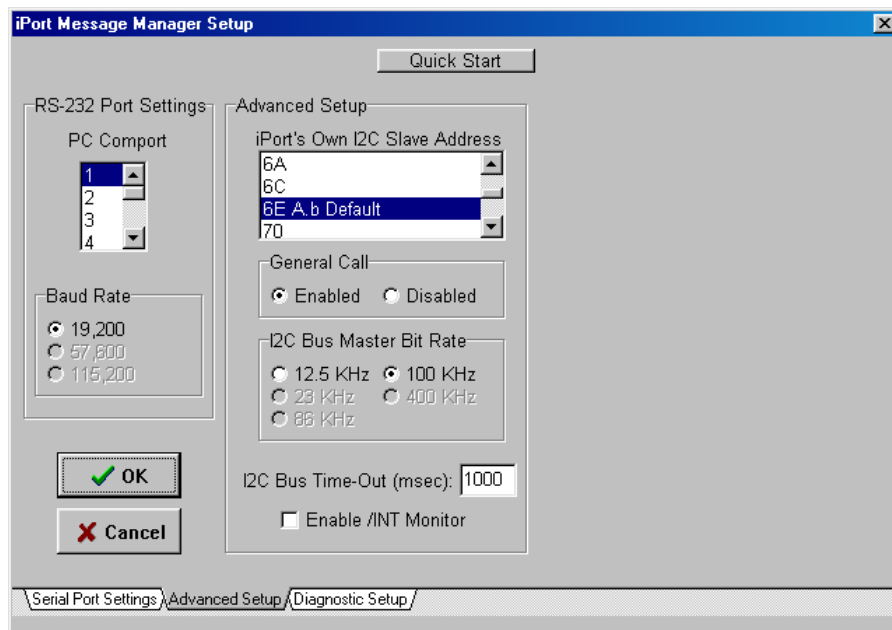 iPort Message Manager Setup
Quick Start
RS-232 Port Settings
PC Comport
1
2
3
4
Baud Rate
19,200
57,600
115,200
OK
Cancel
Advanced Setup
iPort's Own I2C Slave Address
6A
6C
6E A.b Default
70
General Call
Enabled Disabled
I2C Bus Master Bit Rate
12.5 KHz 100 KHz
23 KHz 400 KHz
86 KHz
I2C Bus Time-Out (msec): 1000
Enable /INT Monitor
Serial Port Settings Advanced Setup Diagnostic Setup